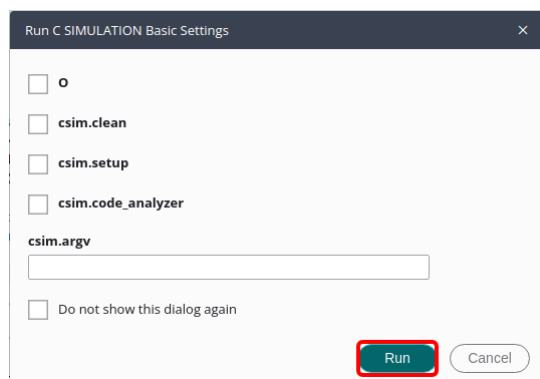 Run C SIMULATION Basic Settings
O
csim.clean
csim.setup
csim.code_analyzer
csim.argv
Do not show this dialog again
Run Cancel